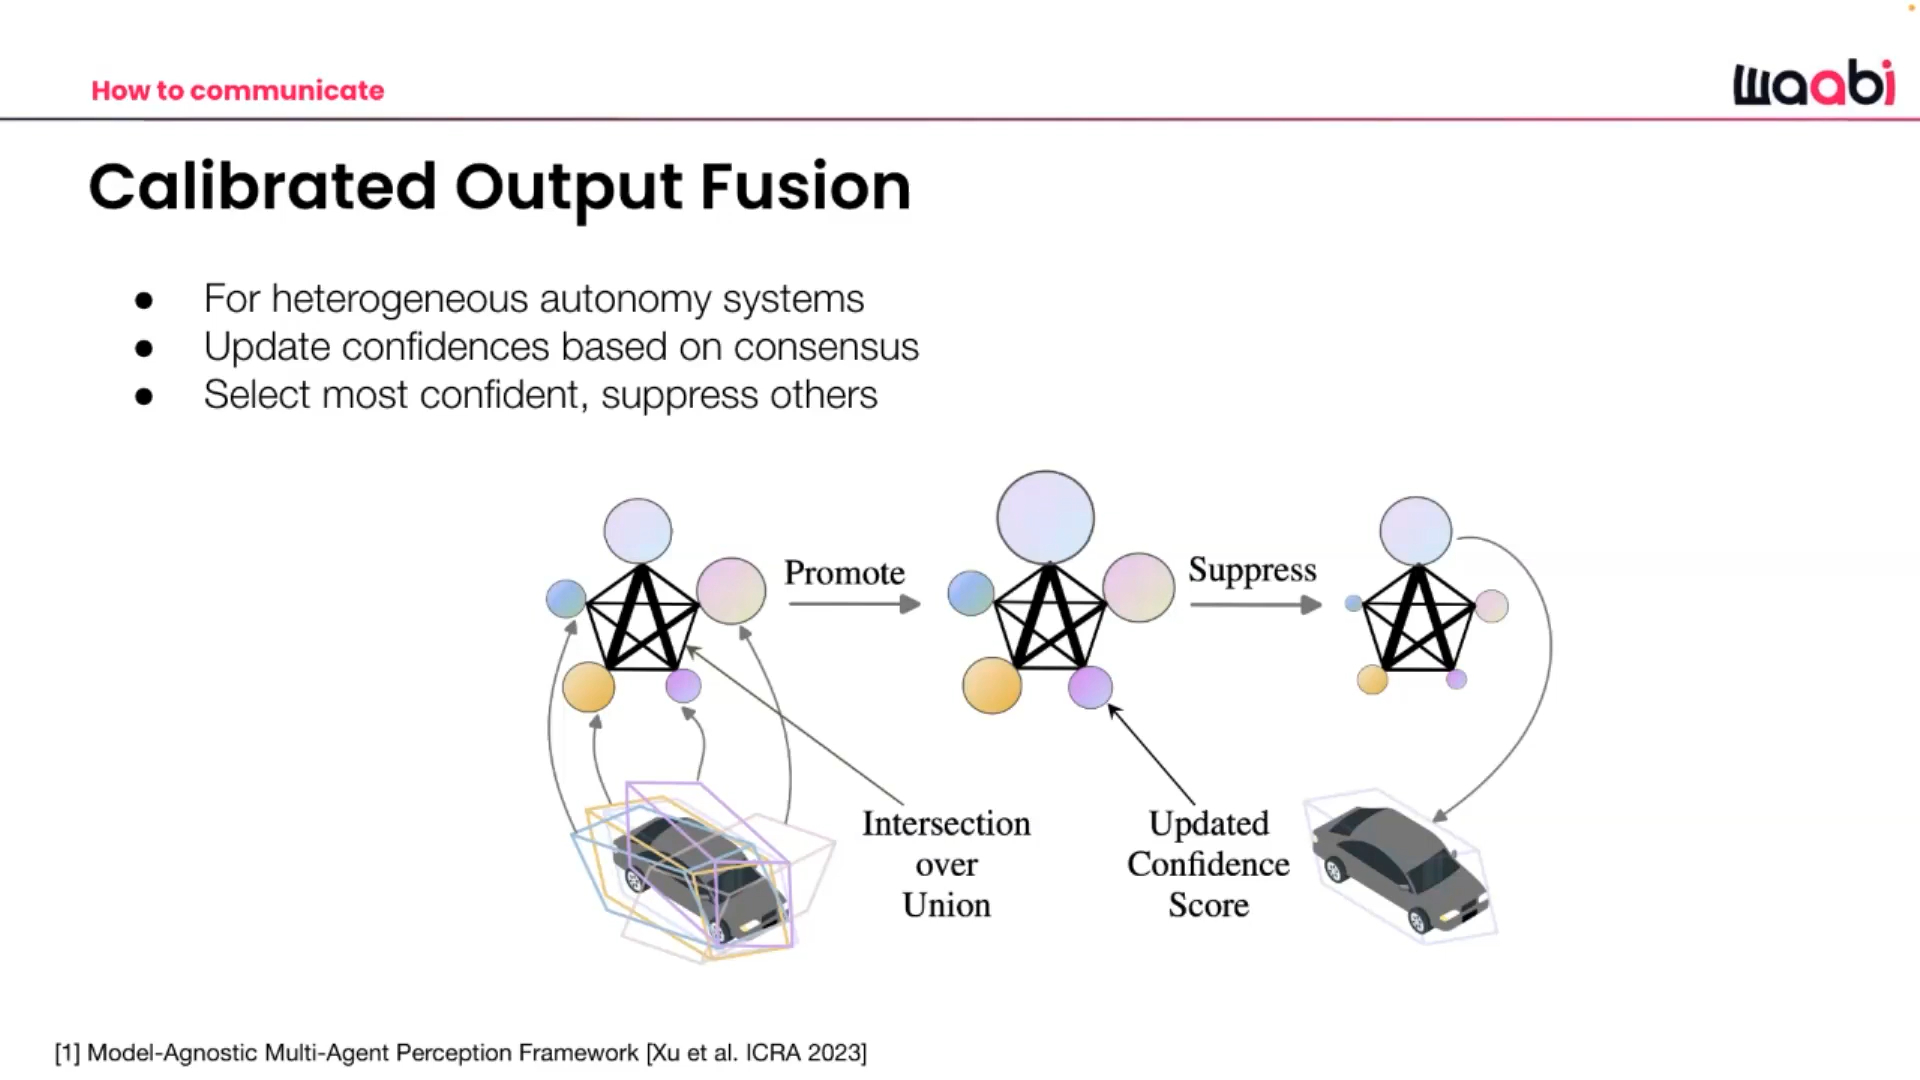 How to communicate
waabi
Calibrated Output Fusion
● For heterogeneous autonomy systems
● Update confidences based on consensus
● Select most confident, suppress others
Promote
Suppress
Intersection
over
Union
Updated
Confidence
Score
[1] Model-Agnostic Multi-Agent Perception Framework [Xu et al. ICRA 2023]